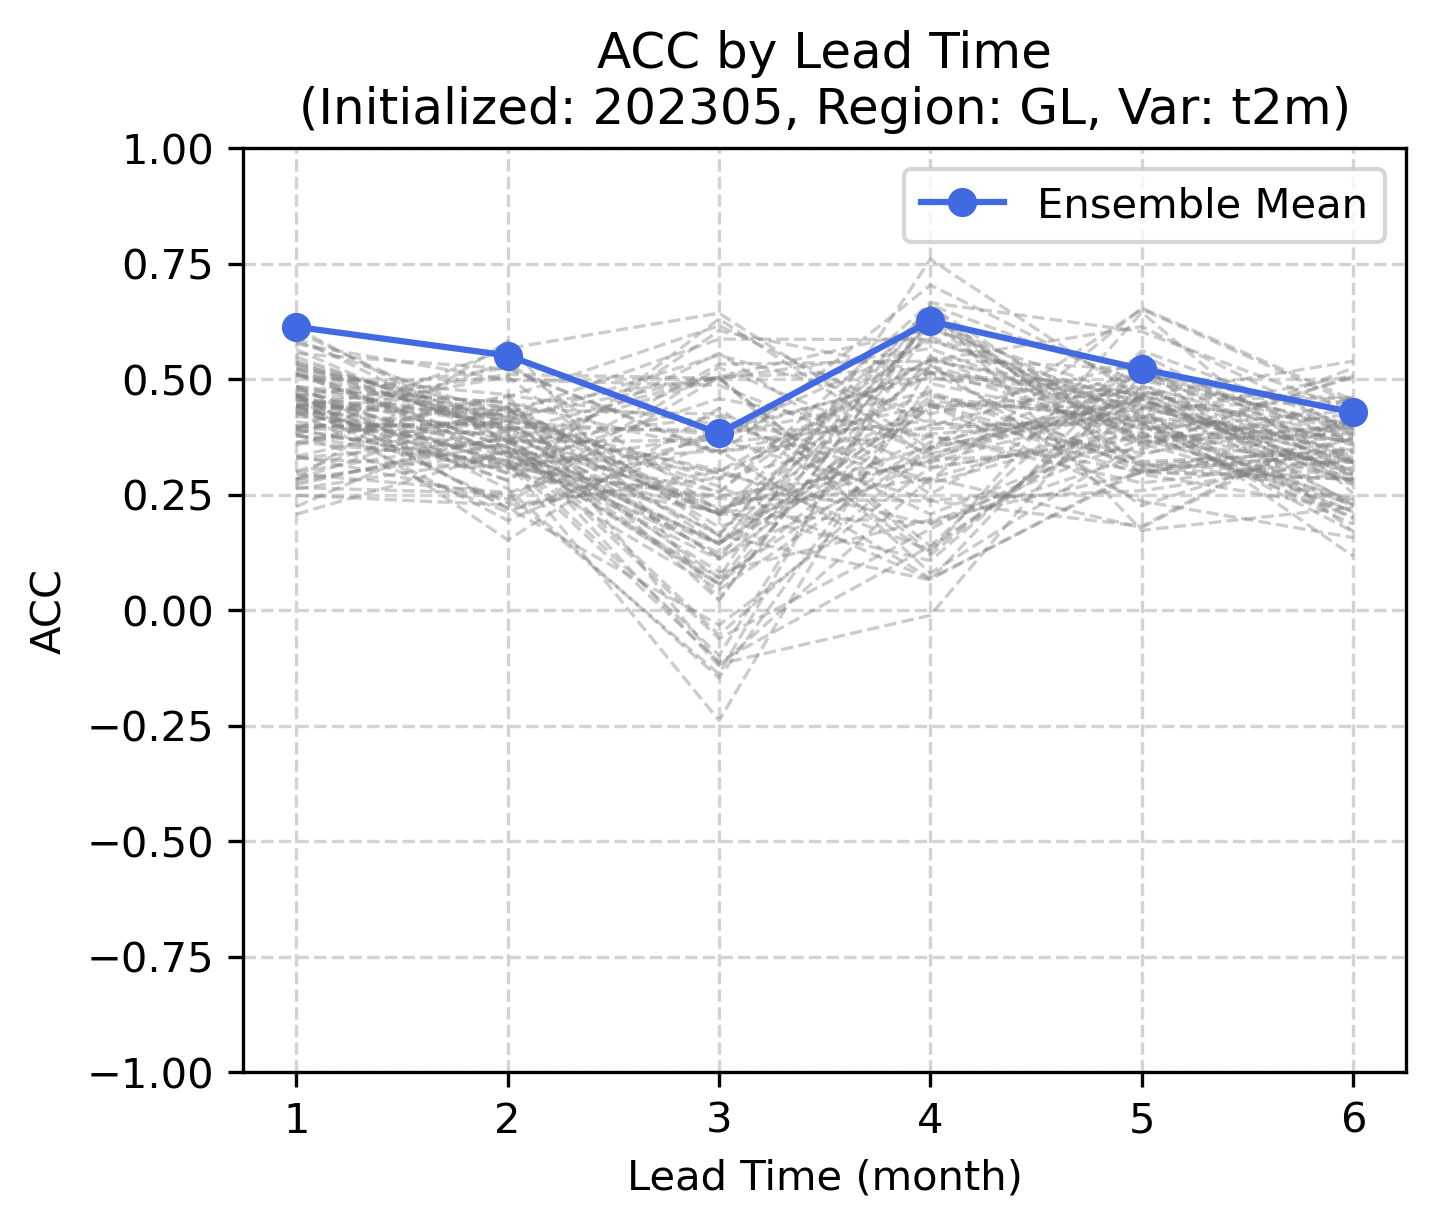 ACC by Lead Time
(Initialized: 202305, Region: GL, Var: t2m)
Ensemble Mean
1.00
0.75
0.50
0.25
0.00
−0.25
−0.50
−0.75
−1.00
ACC
1 2 3 4 5 6
Lead Time (month)